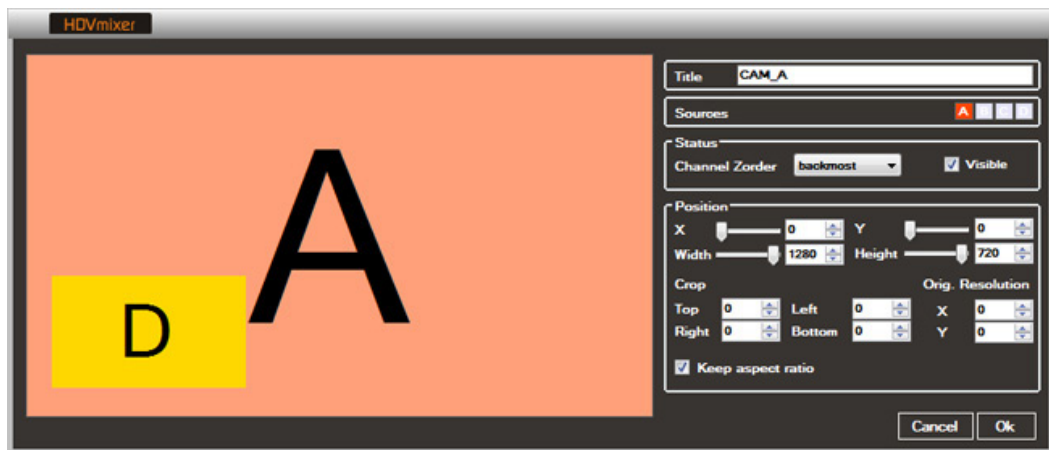 HDVmixer
A
D
Title CAM_A
Sources A B C D
Status
Channel Zorder backmost Visible
Position
X 0 Y 0
Width 1280 Height 720
Crop Orig. Resolution
Top 0 Left 0 X 0
Right 0 Bottom 0 Y 0
Keep aspect ratio
Cancel Ok